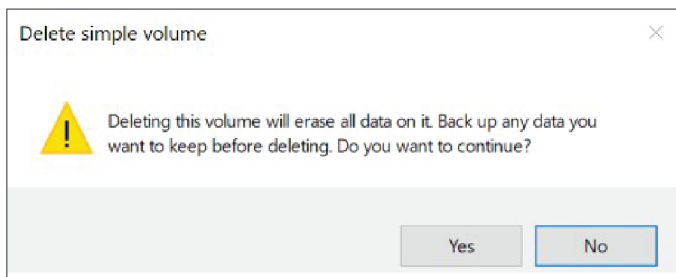 Delete simple volume
Deleting this volume will erase all data on it. Back up any data you
want to keep before deleting. Do you want to continue?
Yes
No